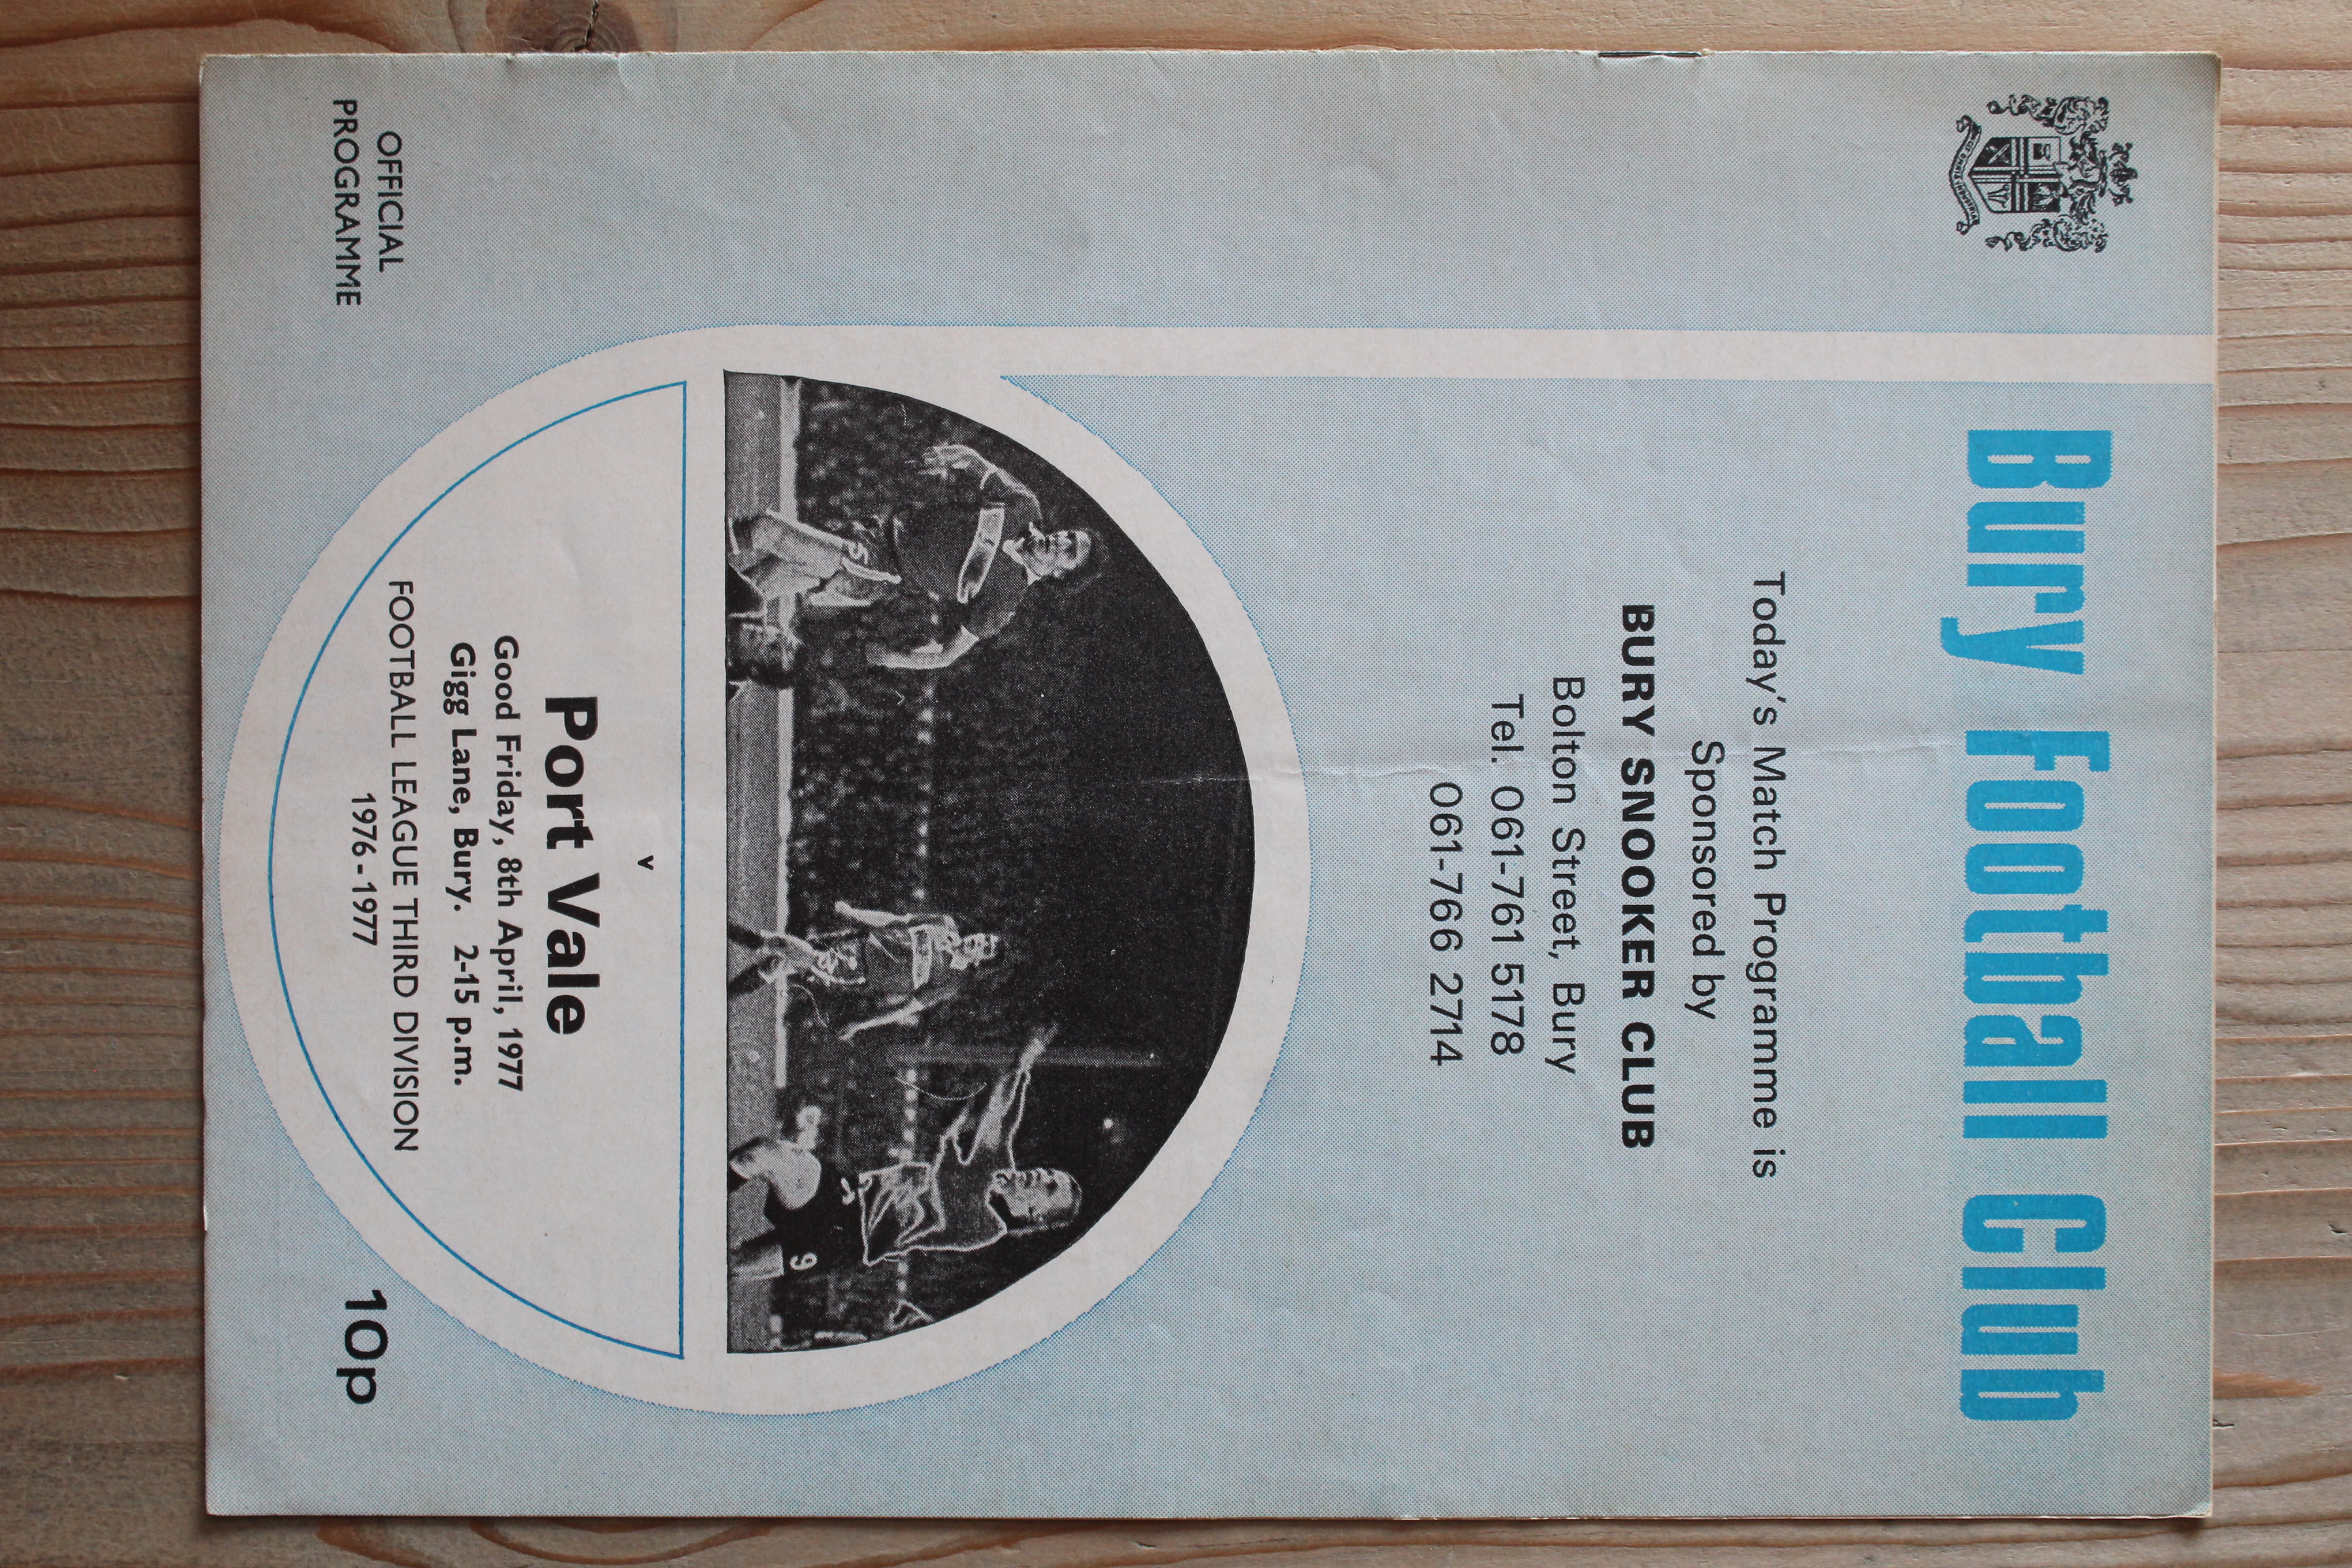 Bury Football Club
Today's Match Programme is
Sponsored by
BURY SNOOKER CLUB
Bolton Street, Bury
Tel. 061-761 5178
061-766 2714
9
v
Port Vale
Good Friday, 8th April, 1977
Gigg Lane, Bury. 2-15 p.m.
FOOTBALL LEAGUE THIRD DIVISION
1976-1977
OFFICIAL
PROGRAMME
10p